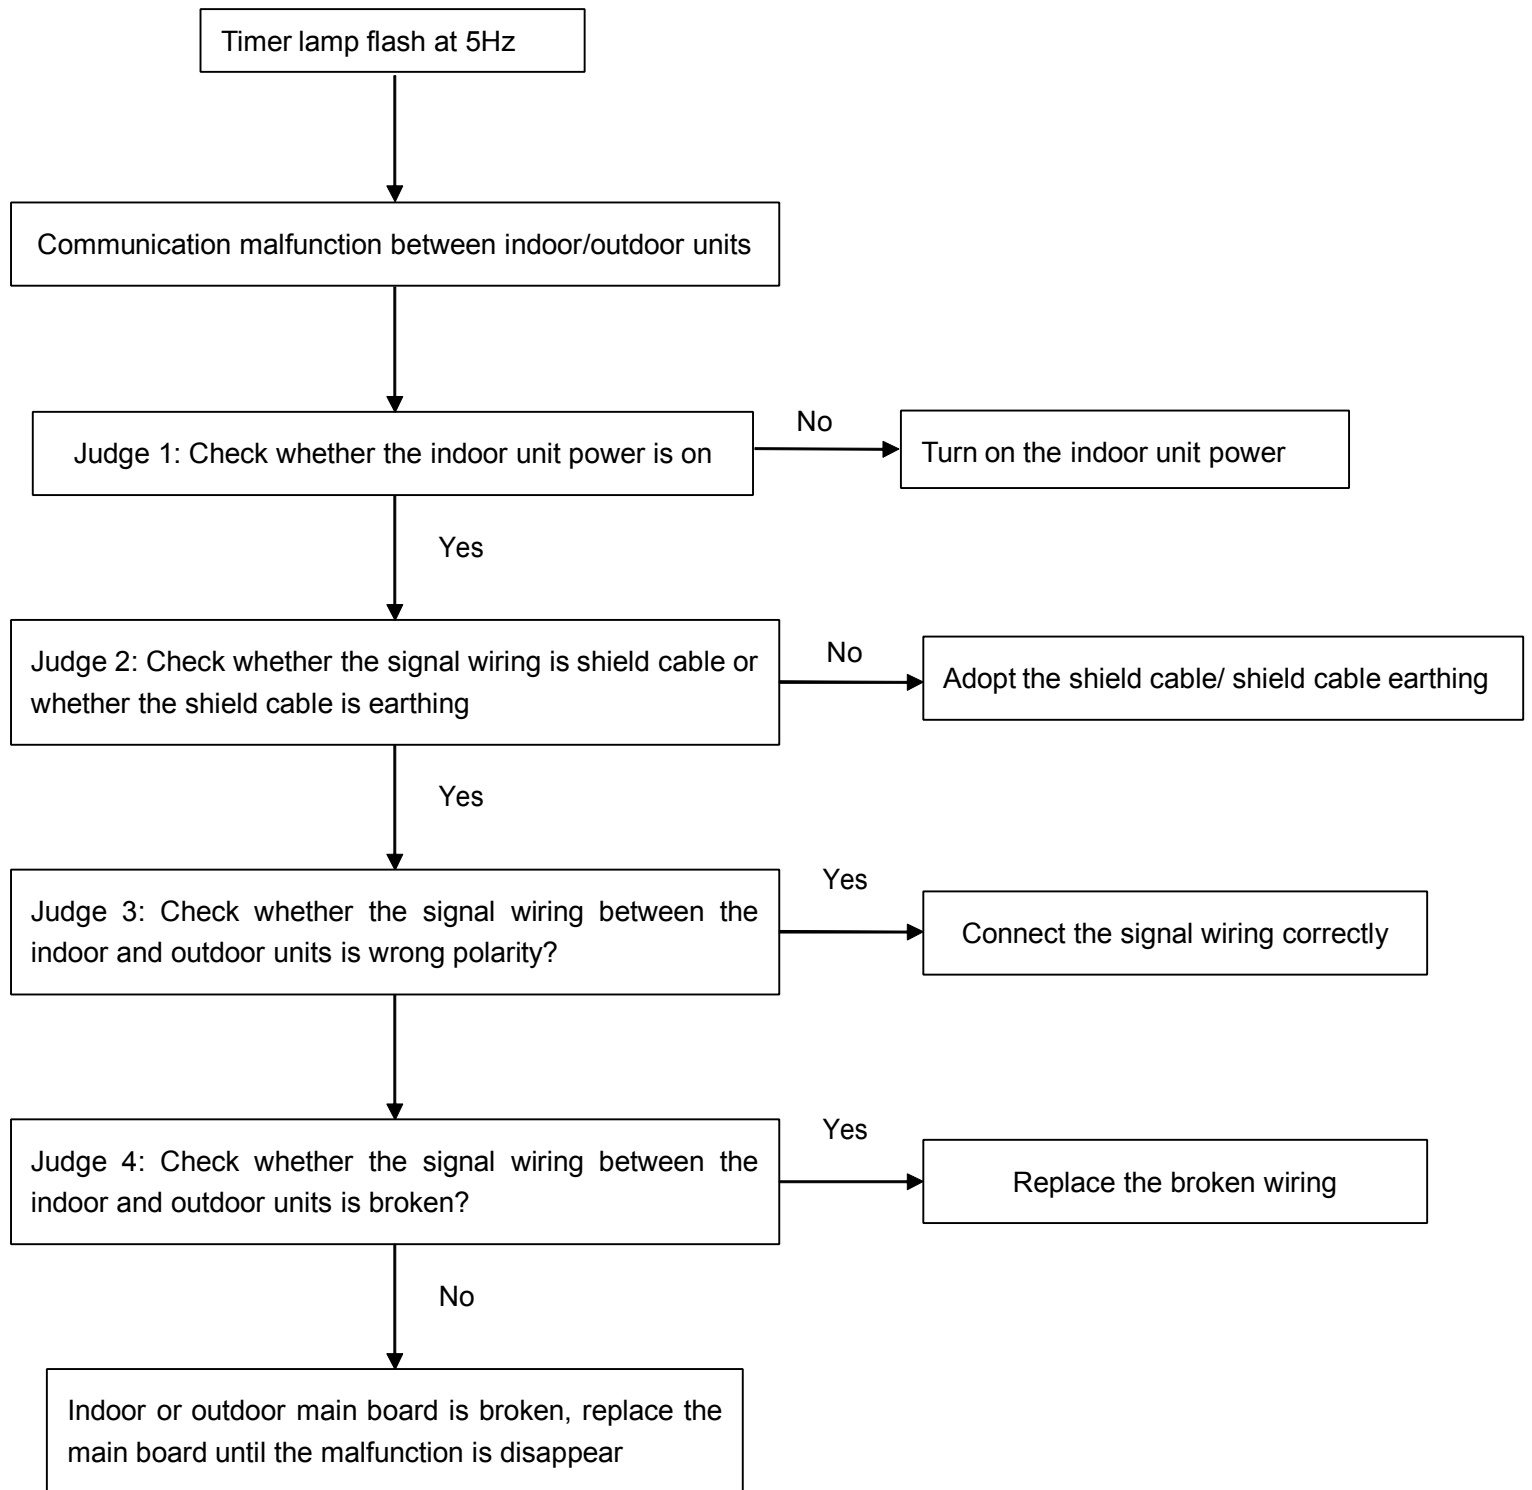 Timer lamp flash at 5Hz
Communication malfunction between indoor/outdoor units
Judge 1: Check whether the indoor unit power is on
No
Turn on the indoor unit power
Yes
Judge 2: Check whether the signal wiring is shield cable or
whether the shield cable is earthing
No
Adopt the shield cable/ shield cable earthing
Yes
Judge 3: Check whether the signal wiring between the
indoor and outdoor units is wrong polarity?
Yes
Connect the signal wiring correctly
Judge 4: Check whether the signal wiring between the
indoor and outdoor units is broken?
Yes
Replace the broken wiring
No
Indoor or outdoor main board is broken, replace the
main board until the malfunction is disappear